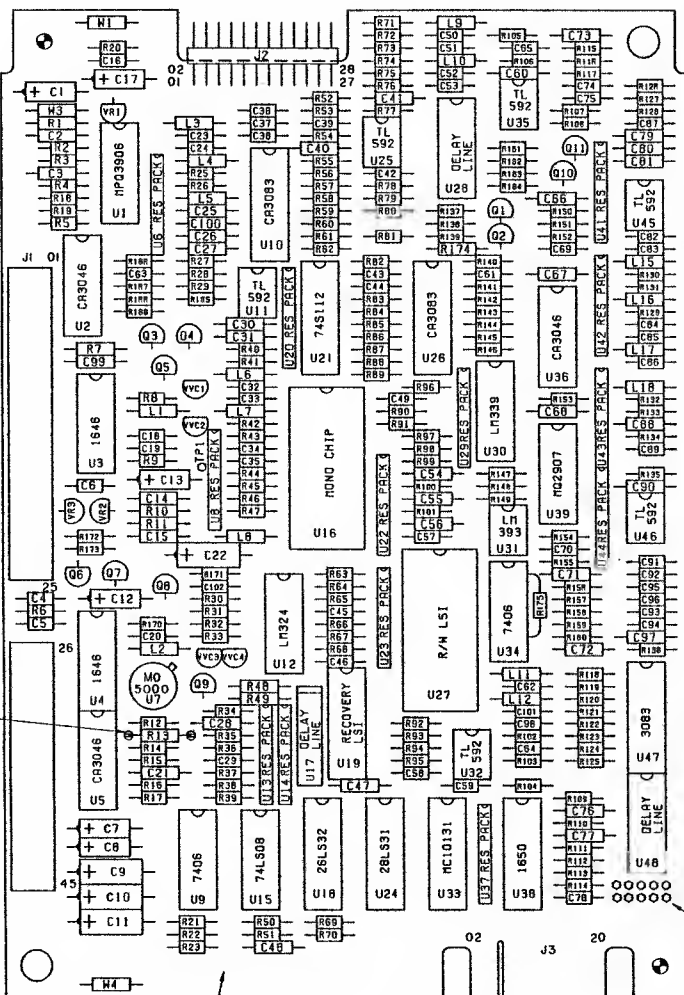 W1
R20
C16
+ C17
J2
02
01
28
27
R71
R72
R73
R74
R75
R76
C41
R77
L9
C50
C51
L10
C52
C53
R105
C65
R106
C60
TL
592
U35
C73
R117
C74
C75
R107
R108
+ C1
W3
R1
C2
R2
R3
C3
R4
R18
R19
R5
VR1
MPQ3906
U1
U6 RES PACK
L3
C23
C24
L4
R25
R26
L5
C25
C100
C26
C27
C38
C37
C36
CA3083
U10
R52
C39
R53
R54
C40
R55
R56
R57
R58
R59
R60
R61
R62
TL
592
U25
C42
R78
R79
R80
R81
DELAY
LINE
U28
R137
R138
R139
R174
Q1
Q2
R181
R182
R183
R184
Q11
Q10
C66
R150
R151
R152
C69
U41 RES PACK
R127
R128
C87
C79
C80
C81
TL
592
U45
C82
C83
J1
01
CA3046
U2
C63
R27
R28
R29
TL
592
U11
U20 RES PACK
74S112
U21
R82
C43
C44
R83
R84
R85
R86
R87
R88
R89
CA3083
U26
R140
C61
R141
R142
R143
R144
R145
R146
C67
CA3046
U36
U42 RES PACK
L15
R130
R131
L16
R129
C84
C85
L17
C86
Q3
Q4
Q5
C30
C31
R40
R41
L6
C32
C33
L7
R42
R43
C34
C35
R44
R45
R46
R47
L8
R7
C99
1646
U3
R8
L1
VVC1
VVC2
C18
C19
R9
+ C13
TP1
U8 RES PACK
MONO CHIP
U16
C49
R90
R91
R96
R97
R98
R99
C54
R100
C55
R101
C56
C57
U22 RES PACK
U29RES PACK
LM339
U30
R147
R148
R149
LM
393
U31
R153
C68
MQ2907
U39
U43RES PACK
U44RES PACK
L18
R132
R133
C88
R134
C89
R135
C90
TL
592
U46
C6
VR3
VR2
C14
R10
R11
C15
R172
R173
+ C22
Q6
Q7
Q8
25
C4
R6
C5
+ C12
26
R171
C102
R30
R31
R32
R33
R170
C20
L2
VVC3
VVC4
LM324
U12
R63
R64
R65
C45
R66
R67
R68
C46
U23 RES PACK
R/W LSI
U27
7406
U34
R175
R154
C70
R155
C71
R157
R158
R159
R160
C72
C91
C92
C95
C96
C93
C94
C97
R136
1646
U4
MO
5000
U7
Q9
R48
R49
CA3046
U5
R12
R13
R14
R15
C21
R16
R17
R34
C28
R35
R36
C29
R37
R38
R39
U13 RES PACK
U14 RES PACK
U17 DELAY
LINE
RECOVERY
LSI
U19
C47
R92
R93
R94
R95
C58
TL
592
U32
C59
L11
C62
L12
C101
C98
R102
C64
R103
R104
R118
R119
R120
R121
R122
R123
R124
R125
3083
U47
DELAY
LINE
U48
+ C7
+ C8
+ C9
+ C10
+ C11
45
7406
U9
74LS08
U15
26LS32
U18
26LS31
U24
MC10131
U33
U37 RES PACK
1650
U38
R109
C76
R110
C77
R111
R112
R113
R114
C78
R21
R22
R23
R50
R51
C48
R69
R70
02
J3
20
W4